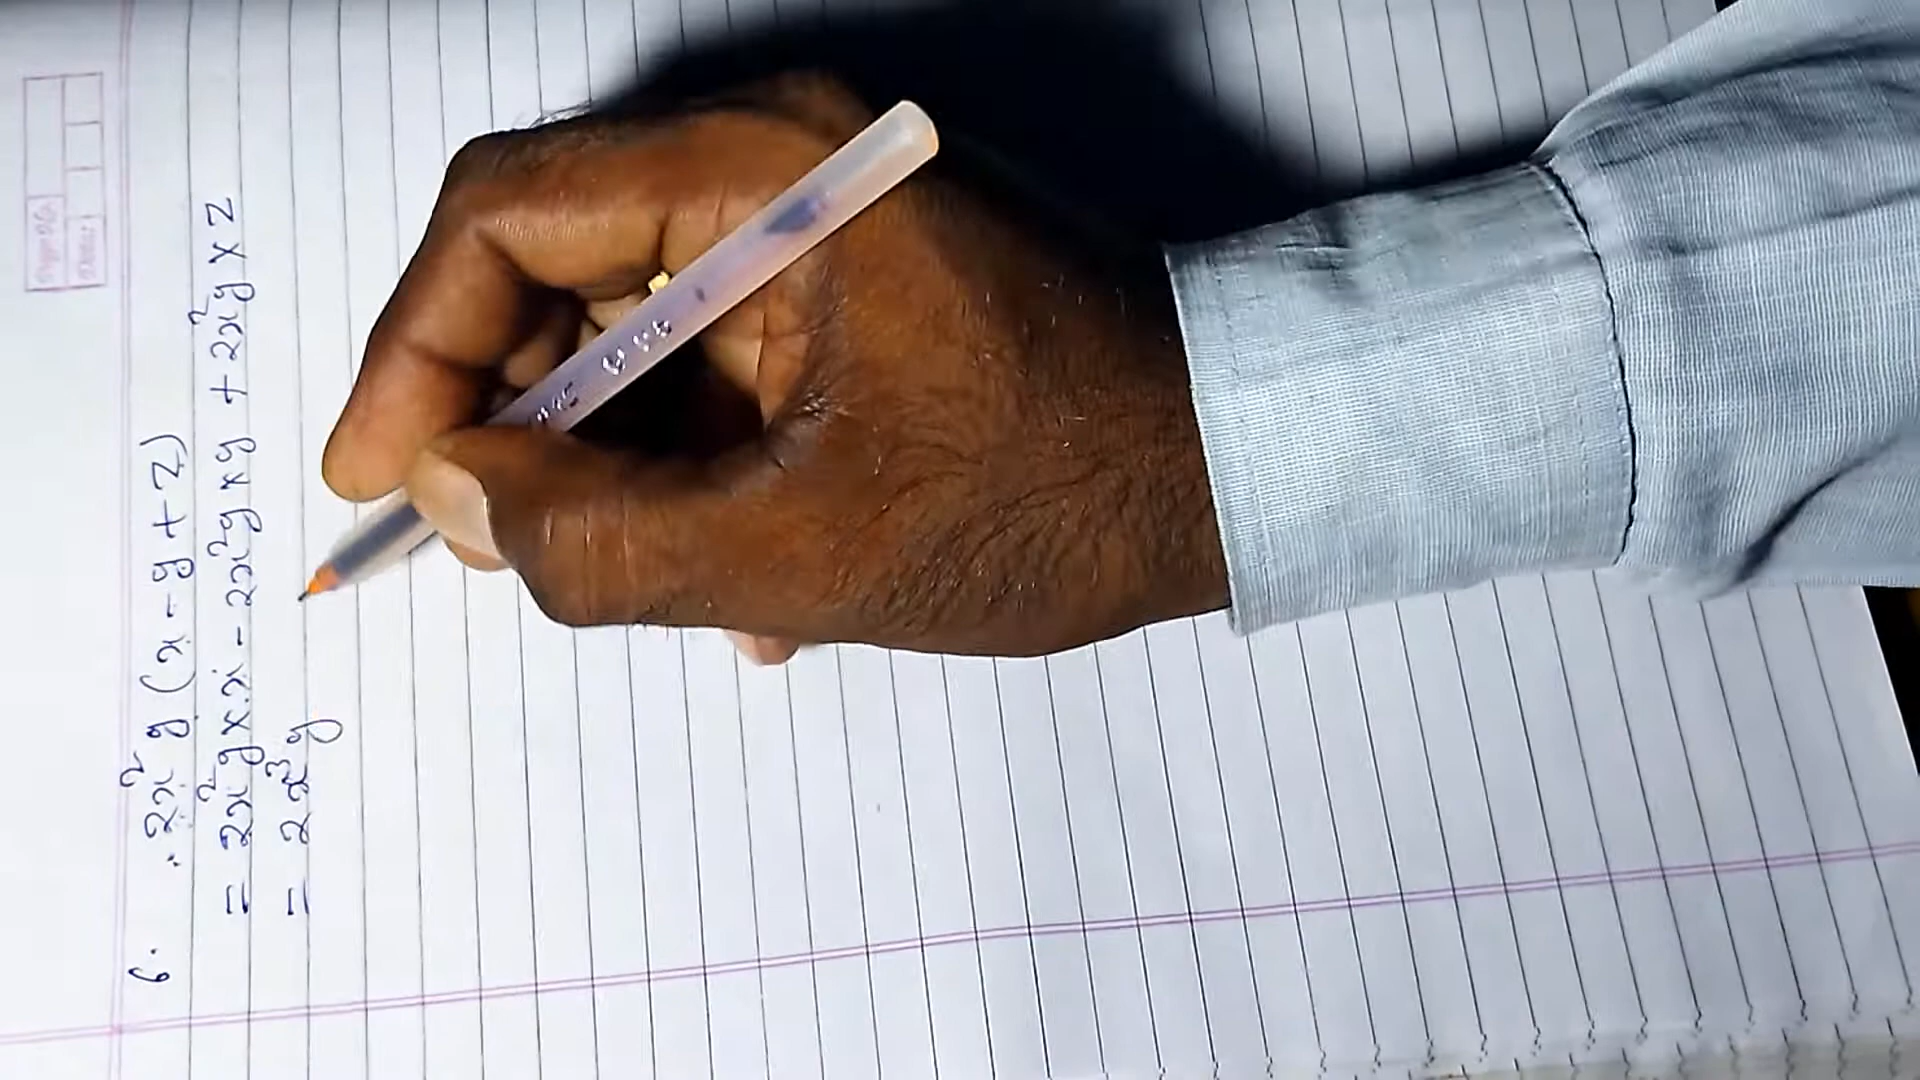 6. 2x²y (x - y + z)
= 2x²y × x - 2x²y × y + 2x²y × z
= 2x³y